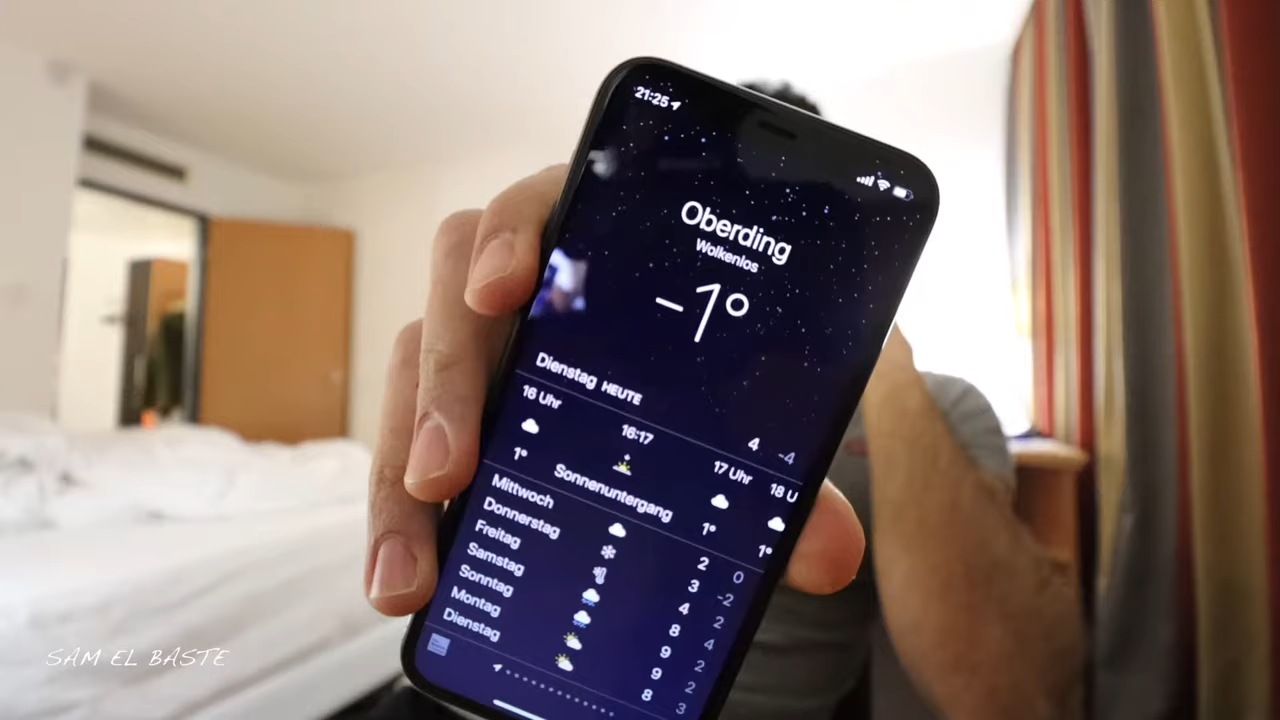 21:25
Oberding
Wolkenlos
-1°
Dienstag HEUTE 4 -4
16 Uhr 16:17 17 Uhr 18 U
1° Sonnenuntergang 1° 1°
Mittwoch 2 0
Donnerstag 3 -2
Freitag 4 2
Samstag 8 4
Sonntag 9 2
Montag 9 2
Dienstag 8 3
SAM EL BASTE